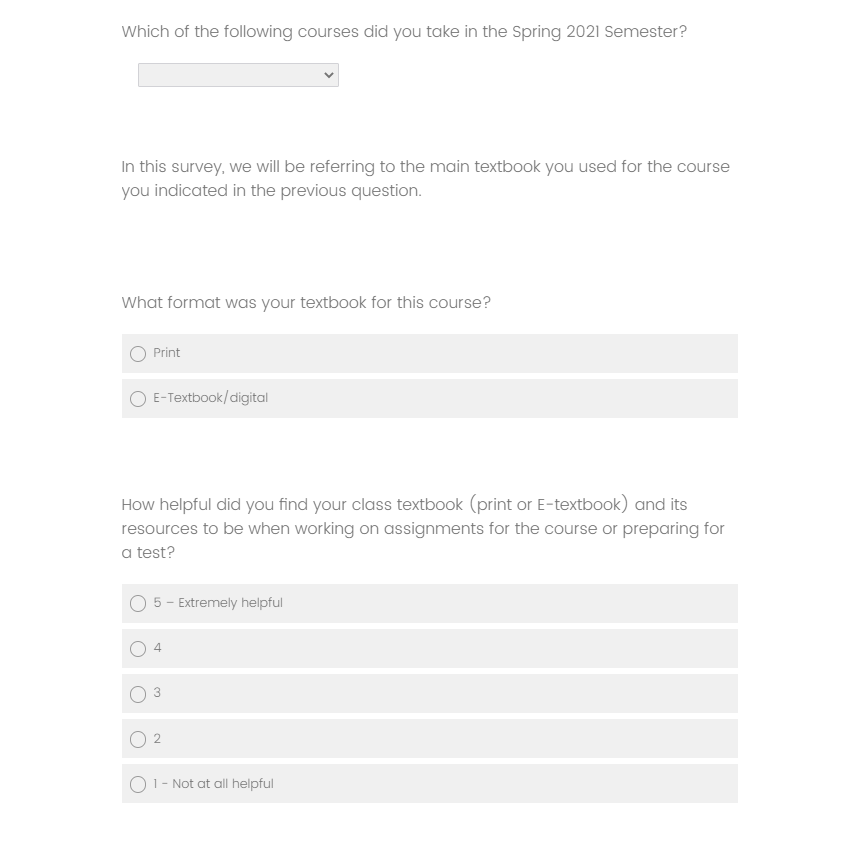 Which of the following courses did you take in the Spring 2021 Semester?
In this survey, we will be referring to the main textbook you used for the course
you indicated in the previous question.
What format was your textbook for this course?
Print
E-Textbook/digital
How helpful did you find your class textbook (print or E-textbook) and its
resources to be when working on assignments for the course or preparing for
a test?
5 – Extremely helpful
4
3
2
1 - Not at all helpful